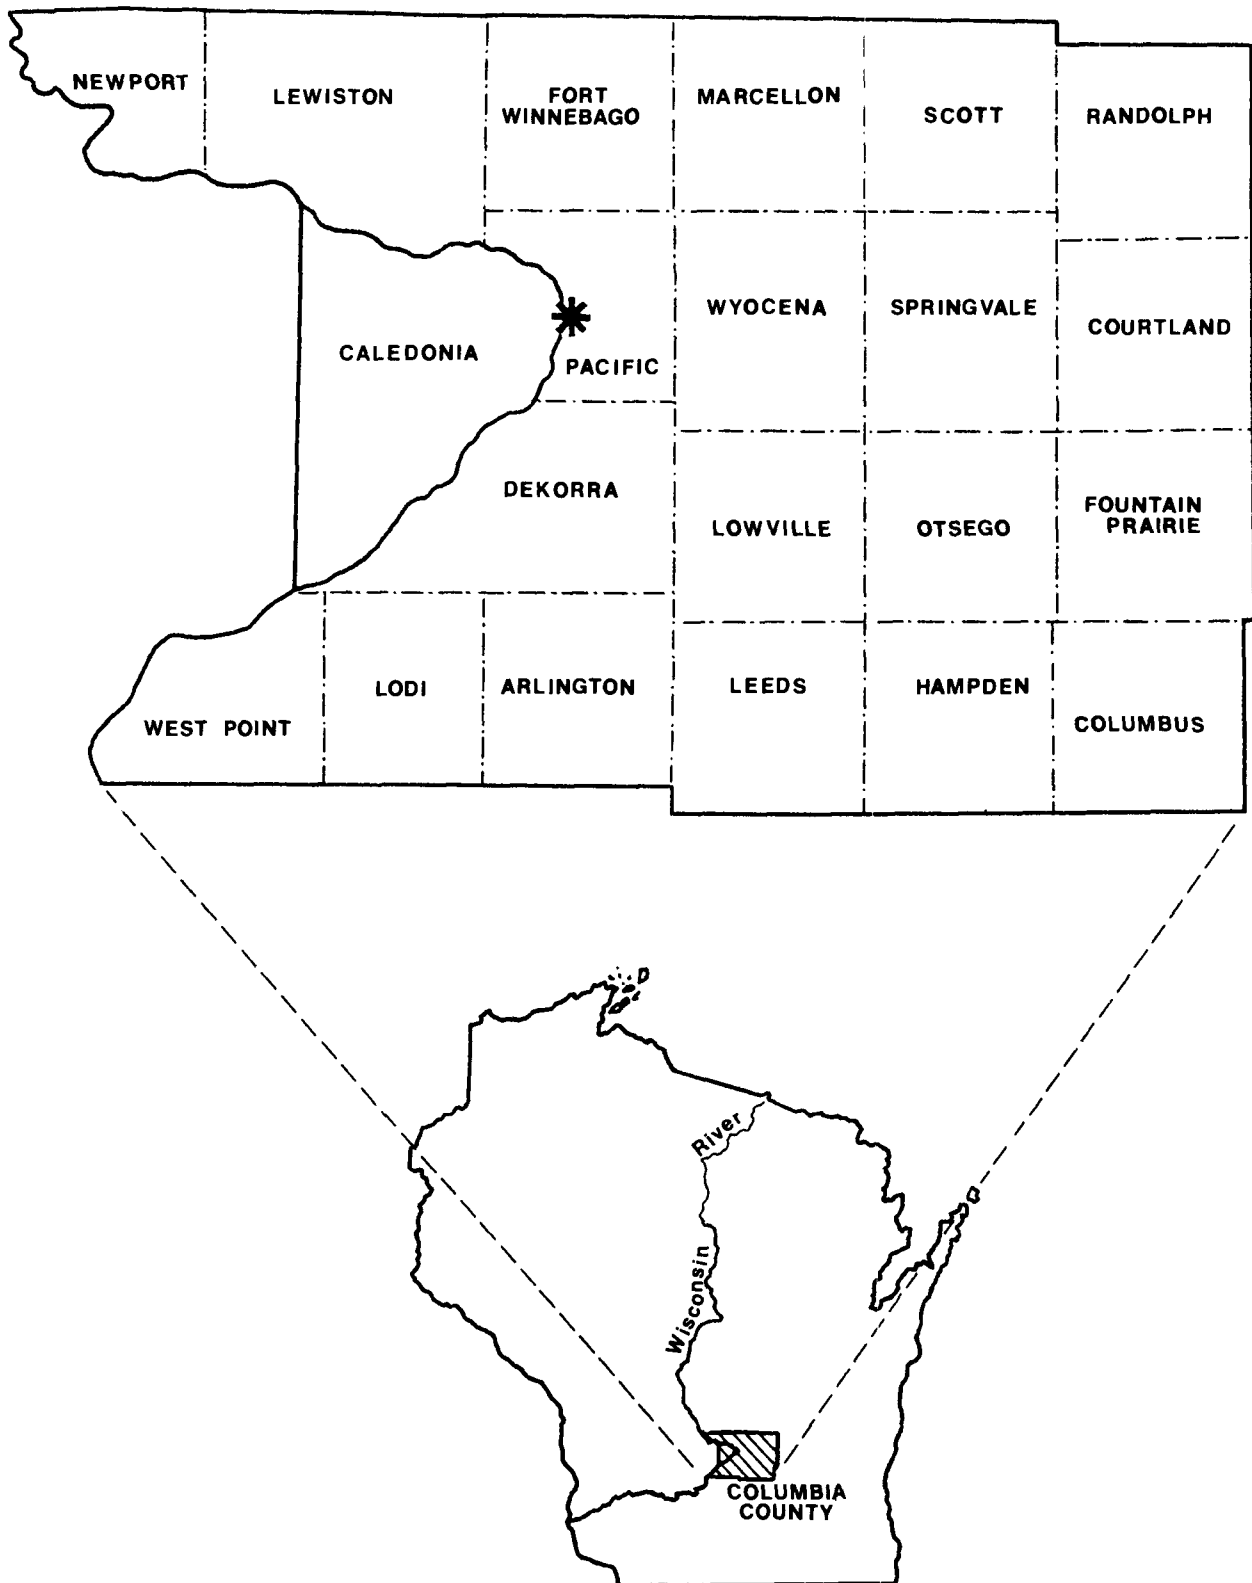 NEWPORT
LEWISTON
FORT
WINNEBAGO
MARCELLON
SCOTT
RANDOLPH
CALEDONIA
PACIFIC
WYOCENA
SPRINGVALE
COURTLAND
DEKORRA
LOWVILLE
OTSEGO
FOUNTAIN
PRAIRIE
WEST POINT
LODI
ARLINGTON
LEEDS
HAMPDEN
COLUMBUS
River
Wisconsin
COLUMBIA
COUNTY